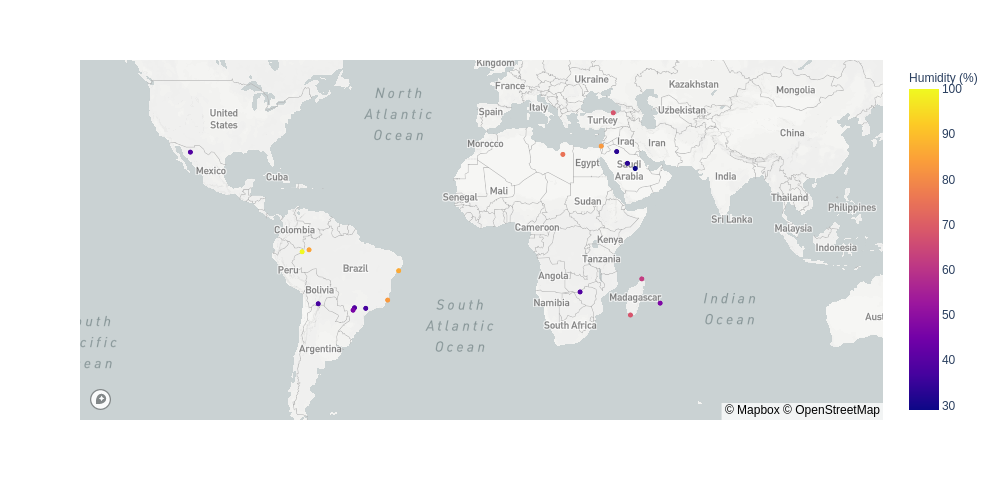 Humidity (%)
100
90
80
70
60
50
40
30
Kingdom
Ukraine
Kazakhstan
Mongolia
France
Italy
Uzbekistan
Spain
Turkey
United
States
North
Atlantic
Ocean
China
Morocco
Iraq
Iran
Mexico
Cuba
Egypt
Saudi
Arabia
India
Mali
Senegal
Sudan
Thailand
Philippines
Sri Lanka
Colombia
Cameroon
Malaysia
Kenya
Indonesia
Tanzania
Peru
Brazil
Angola
Bolivia
Namibia
Madagascar
South
Atlantic
Ocean
Indian
Ocean
uth
cific
ean
South Africa
Aust
Argentina
© Mapbox © OpenStreetMap